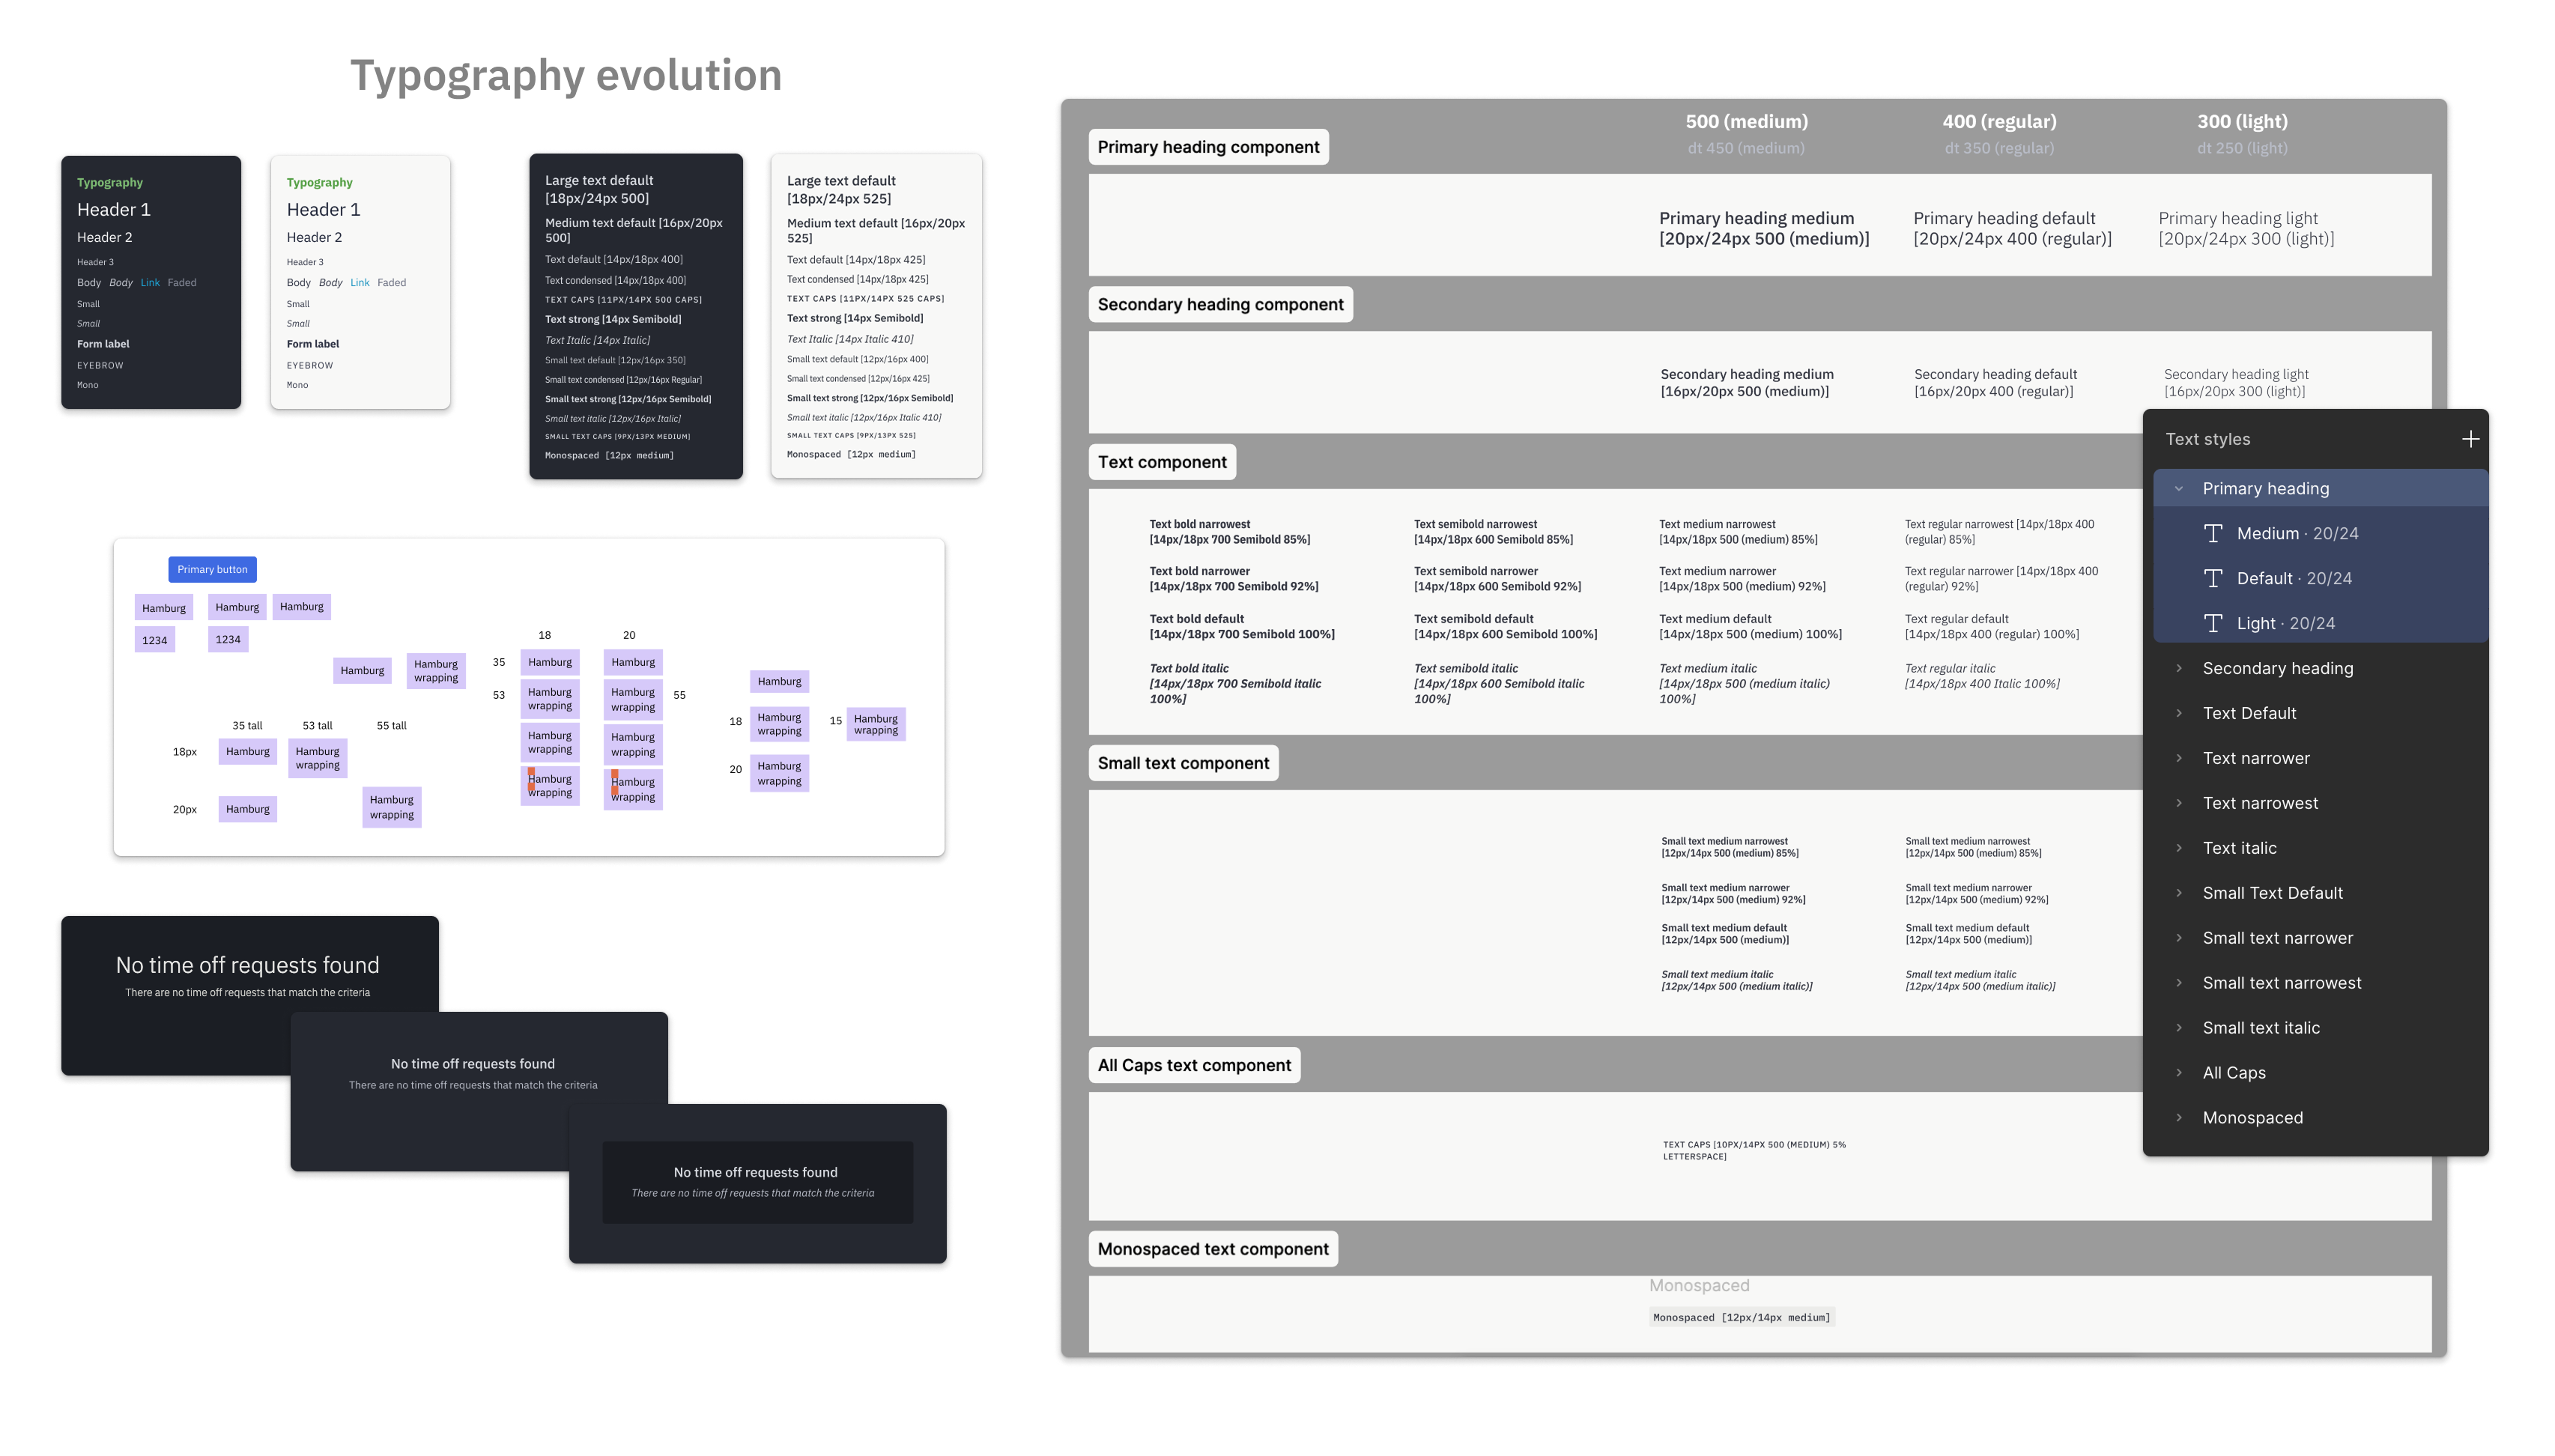 Typography evolution
Typography
Header 1
Header 2
Header 3
Body Body Link Faded
Small
Small
Form label
EYEBROW
Mono
Typography
Header 1
Header 2
Header 3
Body Body Link Faded
Small
Small
Form label
EYEBROW
Mono
Large text default
[18px/24px 500]
Medium text default [16px/20px
500]
Text default [14px/18px 400]
Text condensed [14px/18px 400]
TEXT CAPS [11PX/14PX 500 CAPS]
Text strong [14px Semibold]
Text Italic [14px Italic]
Small text default [12px/16px 350]
Small text condensed [12px/16px Regular]
Small text strong [12px/16px Semibold]
Small text italic [12px/16px Italic]
SMALL TEXT CAPS [9PX/13PX MEDIUM]
Monospaced [12px medium]
Large text default
[18px/24px 525]
Medium text default [16px/20px
525]
Text default [14px/18px 425]
Text condensed [14px/18px 425]
TEXT CAPS [11PX/14PX 525 CAPS]
Text strong [14px Semibold]
Text Italic [14px Italic 410]
Small text default [12px/16px 400]
Small text condensed [12px/16px 425]
Small text strong [12px/16px Semibold]
Small text italic [12px/16px Italic 410]
SMALL TEXT CAPS [9PX/13PX 525]
Monospaced [12px medium]
Primary button
Hamburg
Hamburg
Hamburg
1234
1234
Hamburg
Hamburg
wrapping
35 tall
53 tall
55 tall
18px
Hamburg
Hamburg
wrapping
20px
Hamburg
Hamburg
wrapping
18
20
35
Hamburg
Hamburg
53
Hamburg
wrapping
Hamburg
wrapping
55
Hamburg
wrapping
Hamburg
wrapping
Hamburg
wrapping
Hamburg
wrapping
Hamburg
18
Hamburg
wrapping
15
Hamburg
wrapping
20
Hamburg
wrapping
No time off requests found
There are no time off requests that match the criteria
No time off requests found
There are no time off requests that match the criteria
No time off requests found
There are no time off requests that match the criteria
500 (medium)
dt 450 (medium)
400 (regular)
dt 350 (regular)
300 (light)
dt 250 (light)
Primary heading component
Primary heading medium
[20px/24px 500 (medium)]
Primary heading default
[20px/24px 400 (regular)]
Primary heading light
[20px/24px 300 (light)]
Secondary heading component
Secondary heading medium
[16px/20px 500 (medium)]
Secondary heading default
[16px/20px 400 (regular)]
Secondary heading light
[16px/20px 300 (light)]
Text component
Text bold narrowest
[14px/18px 700 Semibold 85%]
Text semibold narrowest
[14px/18px 600 Semibold 85%]
Text medium narrowest
[14px/18px 500 (medium) 85%]
Text regular narrowest [14px/18px 400
(regular) 85%]
Text bold narrower
[14px/18px 700 Semibold 92%]
Text semibold narrower
[14px/18px 600 Semibold 92%]
Text medium narrower
[14px/18px 500 (medium) 92%]
Text regular narrower [14px/18px 400
(regular) 92%]
Text bold default
[14px/18px 700 Semibold 100%]
Text semibold default
[14px/18px 600 Semibold 100%]
Text medium default
[14px/18px 500 (medium) 100%]
Text regular default
[14px/18px 400 (regular) 100%]
Text bold italic
[14px/18px 700 Semibold italic
100%]
Text semibold italic
[14px/18px 600 Semibold italic
100%]
Text medium italic
[14px/18px 500 (medium italic)
100%]
Text regular italic
[14px/18px 400 Italic 100%]
Small text component
Small text medium narrowest
[12px/14px 500 (medium) 85%]
Small text medium narrowest
[12px/14px 500 (medium) 85%]
Small text medium narrower
[12px/14px 500 (medium) 92%]
Small text medium narrower
[12px/14px 500 (medium) 92%]
Small text medium default
[12px/14px 500 (medium)]
Small text medium default
[12px/14px 500 (medium)]
Small text medium italic
[12px/14px 500 (medium italic)]
Small text medium italic
[12px/14px 500 (medium italic)]
All Caps text component
TEXT CAPS [10PX/14PX 500 (MEDIUM) 5%
LETTERSPACE]
Monospaced text component
Monospaced
Monospaced [12px/14px medium]
Text styles
Primary heading
Medium · 20/24
Default · 20/24
Light · 20/24
Secondary heading
Text Default
Text narrower
Text narrowest
Text italic
Small Text Default
Small text narrower
Small text narrowest
Small text italic
All Caps
Monospaced